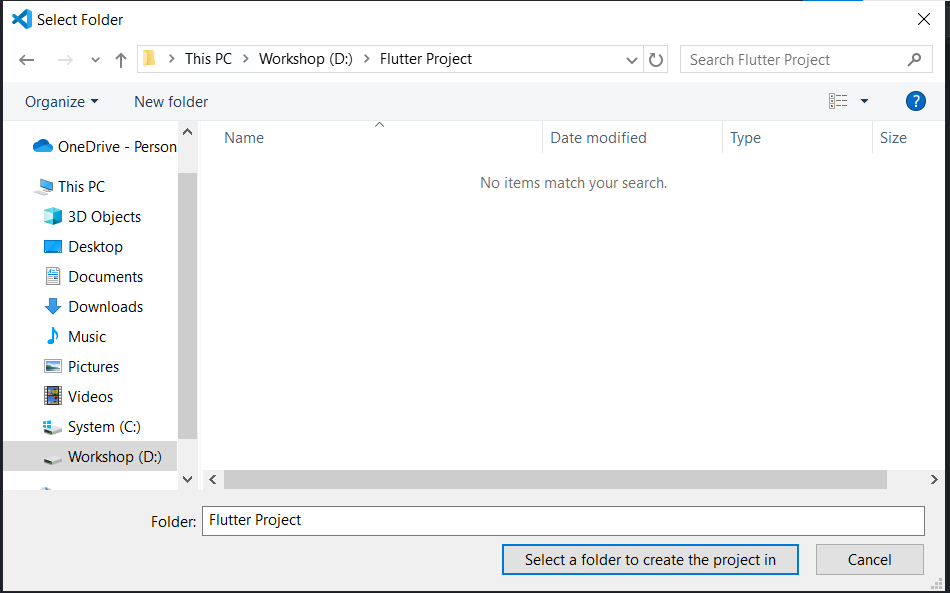 Select Folder
This PC > Workshop (D:) > Flutter Project
Search Flutter Project
Organize
New folder
?
Name
Date modified
Type
Size
No items match your search.
OneDrive - Person
This PC
3D Objects
Desktop
Documents
Downloads
Music
Pictures
Videos
System (C:)
Workshop (D:)
Folder: Flutter Project
Select a folder to create the project in
Cancel